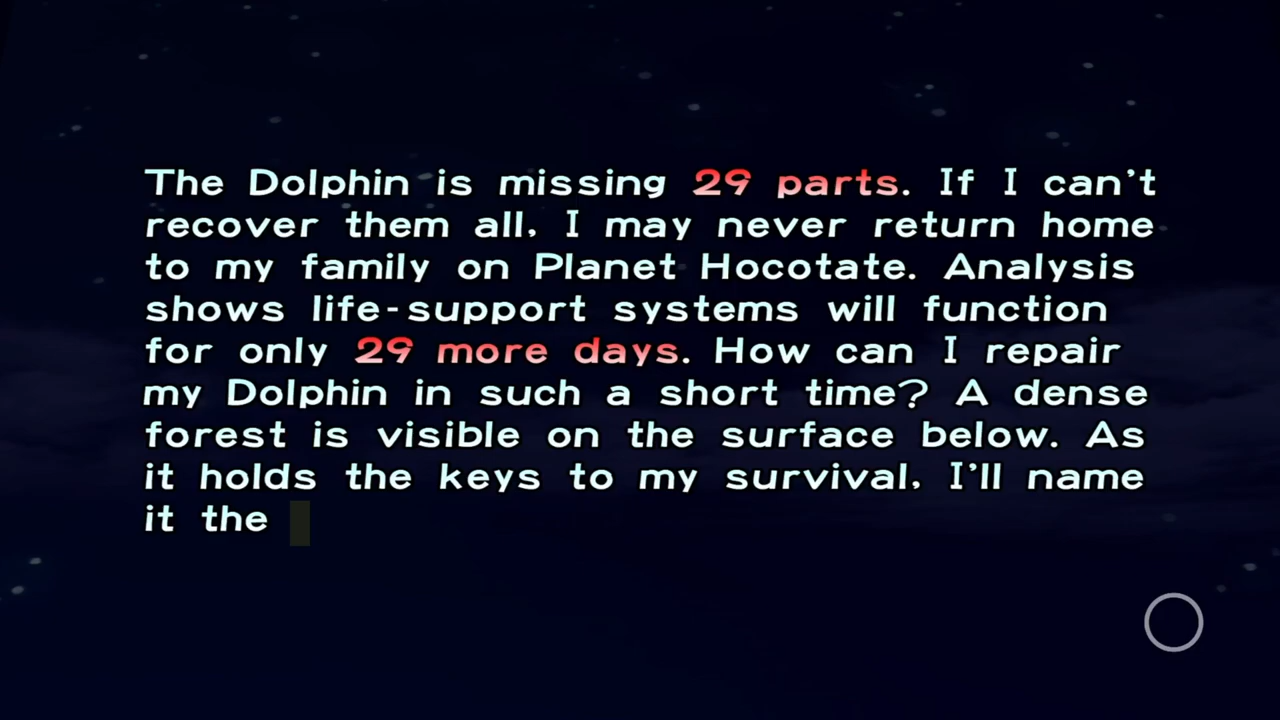 The Dolphin is missing 29 parts. If I can't
recover them all, I may never return home
to my family on Planet Hocotate. Analysis
shows life-support systems will function
for only 29 more days. How can I repair
my Dolphin in such a short time? A dense
forest is visible on the surface below. As
it holds the keys to my survival, I'll name
it the